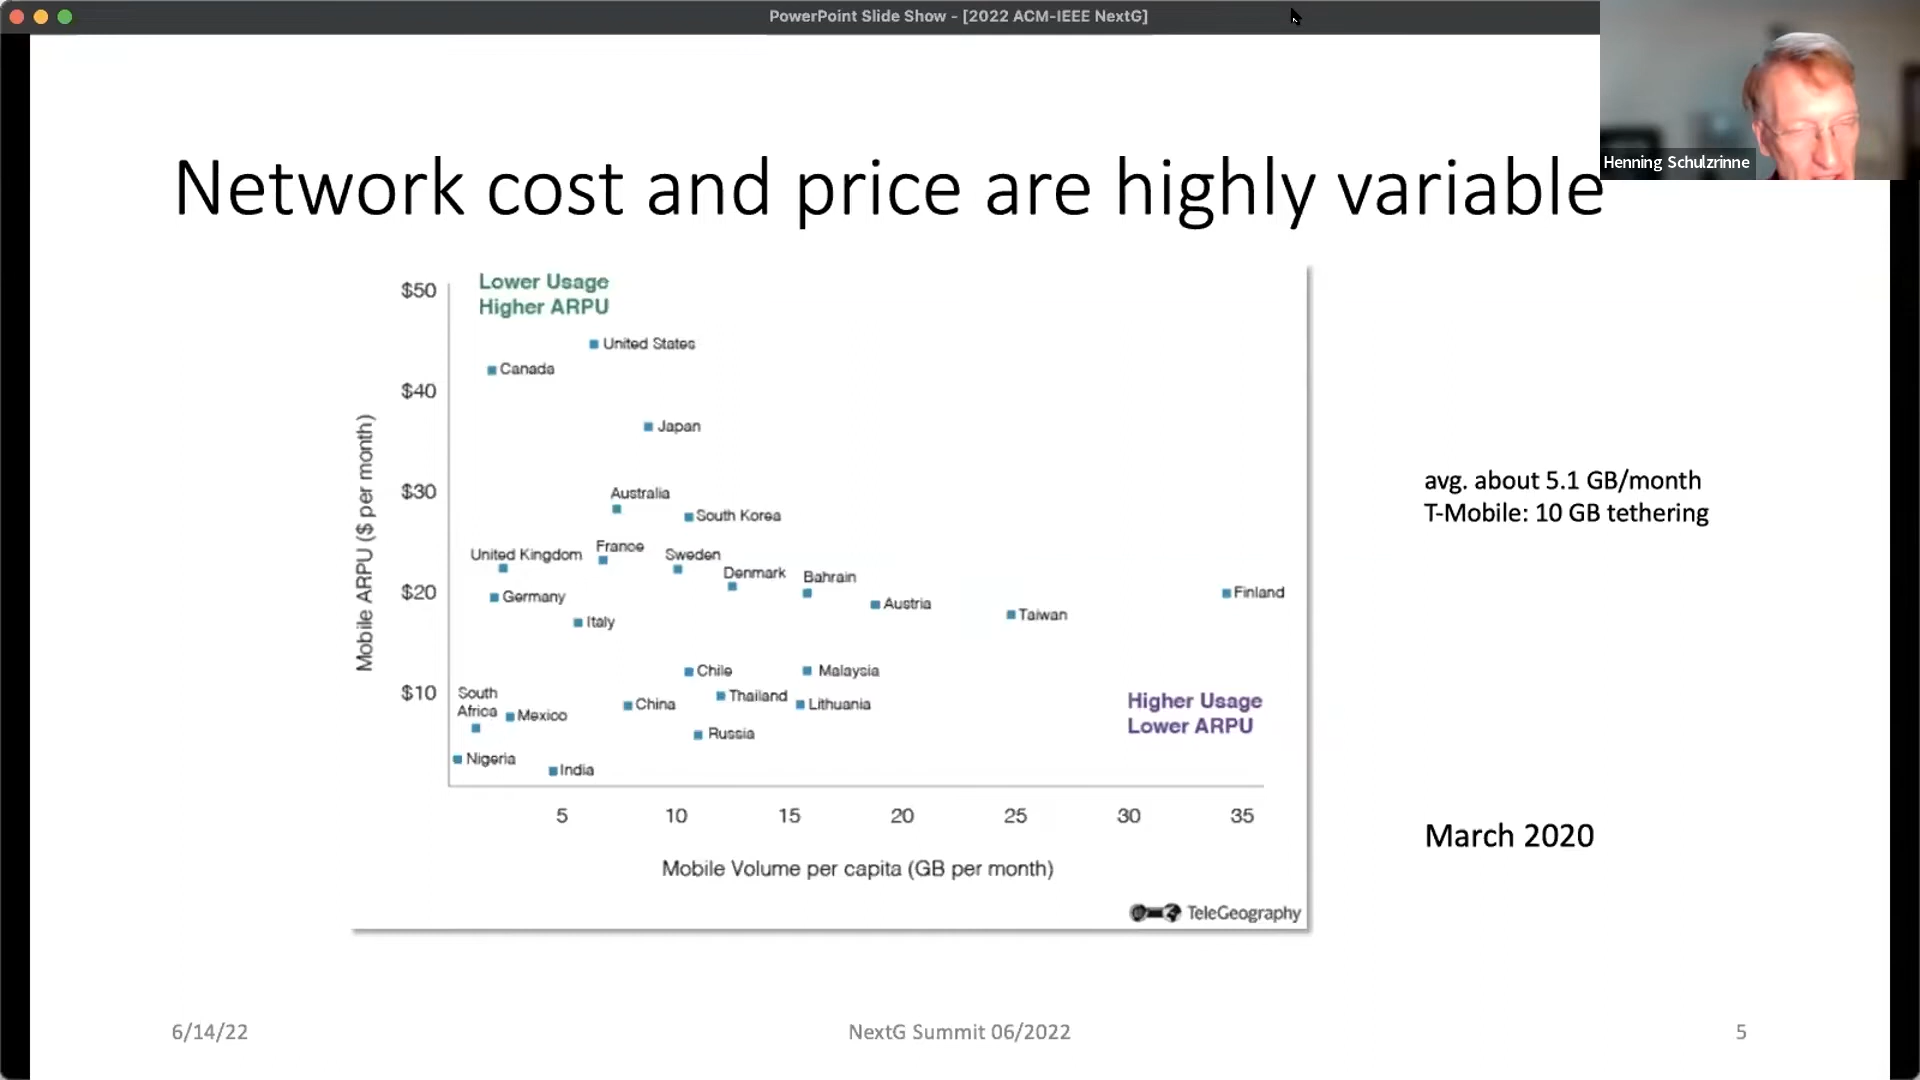 PowerPoint Slide Show - [2022 ACM-IEEE NextG]
Henning Schulzrinne
Network cost and price are highly variable
Lower Usage
Higher ARPU
$50
$40
$30
$20
$10
Mobile ARPU ($ per month)
United States
Canada
Japan
Australia
South Korea
France
United Kingdom
Sweden
Denmark
Bahrain
Finland
Germany
Austria
Taiwan
Italy
Chile
Malaysia
South
Africa
Thailand
China
Lithuania
Mexico
Russia
Nigeria
India
Higher Usage
Lower ARPU
5 10 15 20 25 30 35
Mobile Volume per capita (GB per month)
TeleGeography
avg. about 5.1 GB/month
T-Mobile: 10 GB tethering
March 2020
6/14/22
NextG Summit 06/2022
5